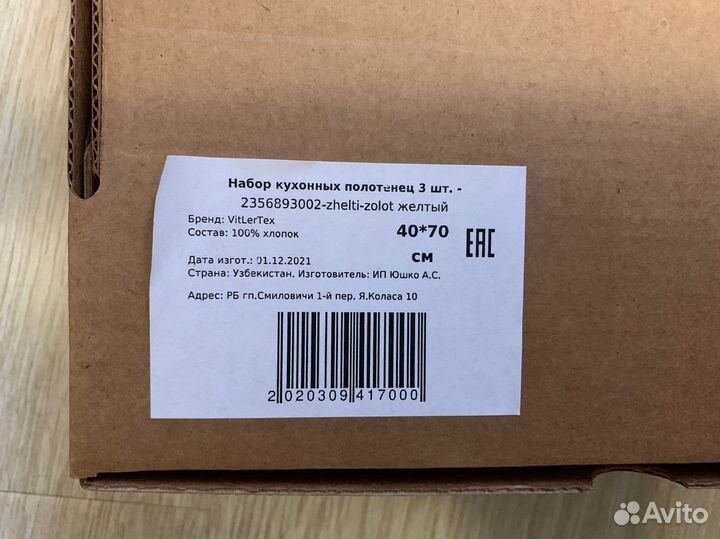 Набор кухонных полотенец 3 шт. -
2356893002-zhelti-zolot желтый
Бренд: VitLerTex
Состав: 100% хлопок
40*70
см
EAC
Дата изгот.: 01.12.2021
Страна: Узбекистан. Изготовитель: ИП Юшко А.С.
Адрес: РБ гп.Смиловичи 1-й пер. Я.Коласа 10
2 020309 417000
Avito